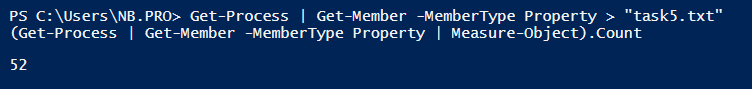 PS C:\Users\NB.PRO> Get-Process | Get-Member -MemberType Property > "task5.txt"
(Get-Process | Get-Member -MemberType Property | Measure-Object).Count
52